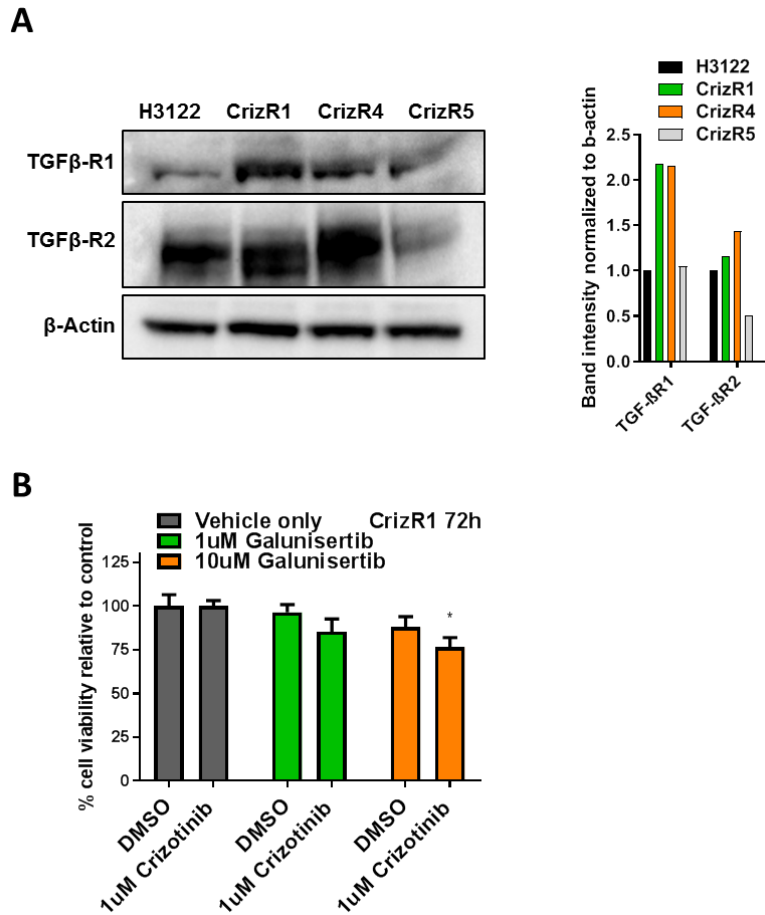 A
H3122 CrizR1 CrizR4 CrizR5
TGFβ-R1
TGFβ-R2
β-Actin
H3122
CrizR1
CrizR4
CrizR5
Band intensity normalized to b-actin
2.5
2.0
1.5
1.0
0.5
0.0
TGF-ßR1
TGF-ßR2
B
Vehicle only CrizR1 72h
1uM Galunisertib
10uM Galunisertib
% cell viability relative to control
125
100
75
50
25
0
*
DMSO
1uM Crizotinib
DMSO
1uM Crizotinib
DMSO
1uM Crizotinib